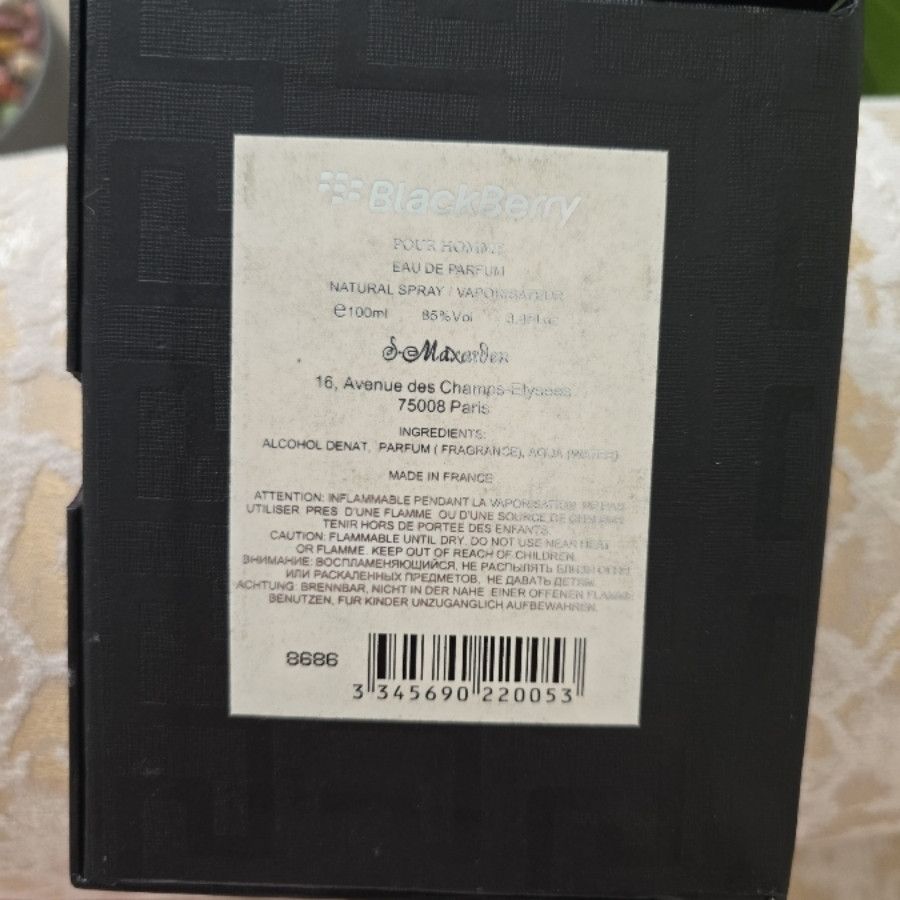 BlackBerry
POUR HOMME
EAU DE PARFUM
NATURAL SPRAY / VAPORISATEUR
e100ml 85%Vol
16, Avenue des Champs-Elysees
75008 Paris
INGREDIENTS:
ALCOHOL DENAT, PARFUM ( FRAGRANCE), AQUA (WATER)
MADE IN FRANCE
ATTENTION: INFLAMMABLE PENDANT LA VAPORISATION
UTILISER PRES D'UNE FLAMME OU D'UNE SOURCE DE
TENIR HORS DE PORTEE DES ENFANTS.
CAUTION: FLAMMABLE UNTIL DRY. DO NOT USE NEAR HEAT
OR FLAME. KEEP OUT OF REACH OF CHILDREN.
ВНИМАНИЕ: ВОСПЛАМЕНЯЮЩИЙСЯ, НЕ РАСПЫЛЯТЬ
ИЛИ РАСКАЛЕННЫХ ПРЕДМЕТОВ, НЕ ДАВАТЬ ДЕТЯМ.
ACHTUNG: BRENNBAR, NICHT IN DER NAHE EINER OFFENEN FLAMME
BENUTZEN, FUR KINDER UNZUGANGLICH AUFBEWAHREN.
8686
3 345690 220053